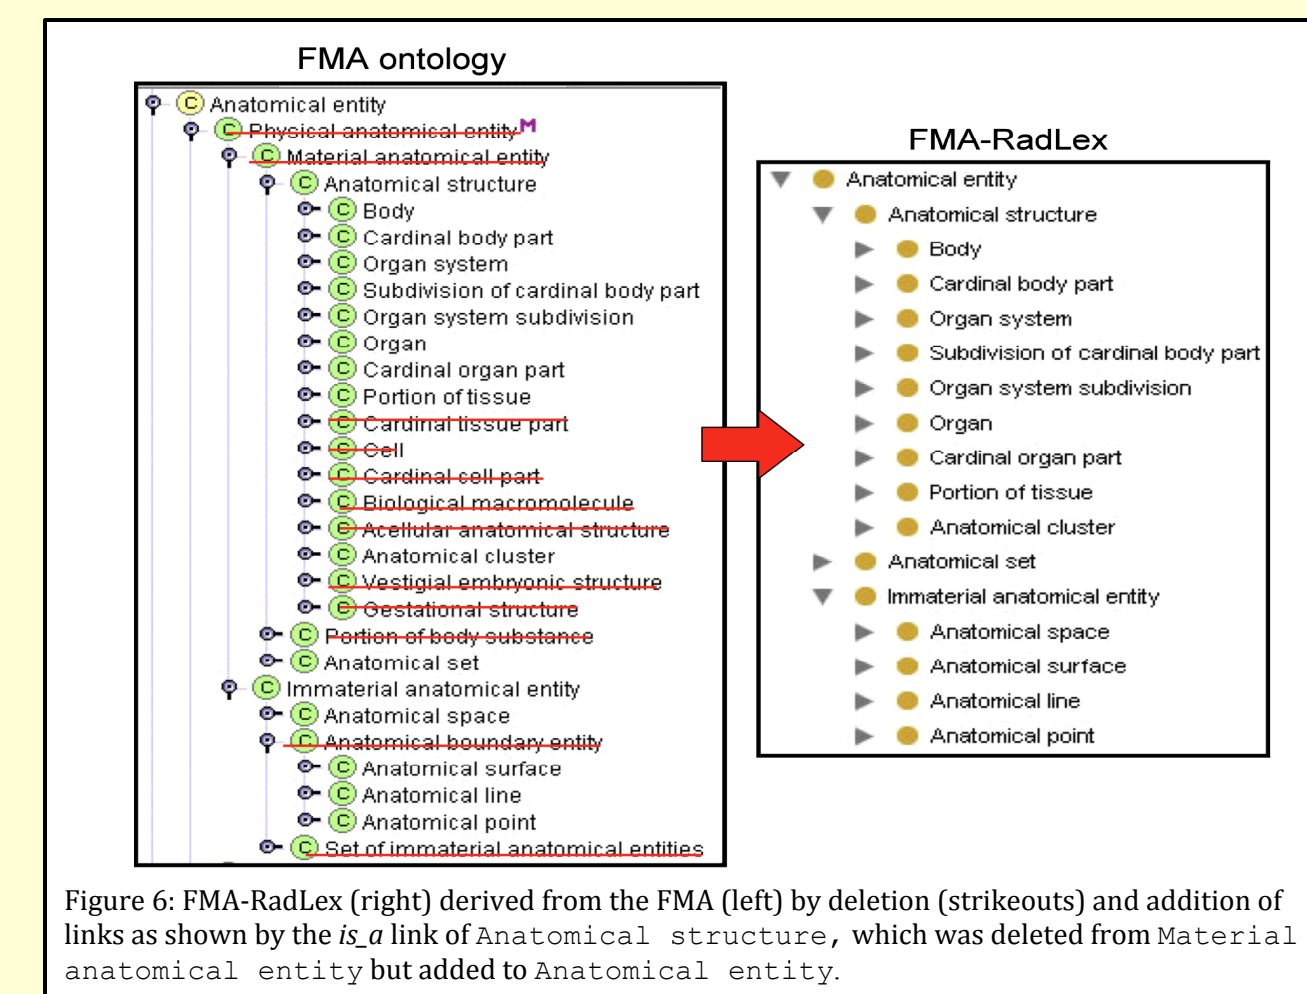 FMA ontology
Anatomical entity
Physical anatomical entity M
Material anatomical entity
Anatomical structure
Body
Cardinal body part
Organ system
Subdivision of cardinal body part
Organ system subdivision
Organ
Cardinal organ part
Portion of tissue
Cardinal tissue part
Cell
Cardinal cell part
Biological macromolecule
Acellular anatomical structure
Anatomical cluster
Vestigial embryonic structure
Gestational structure
Portion of body substance
Anatomical set
Immaterial anatomical entity
Anatomical space
Anatomical boundary entity
Anatomical surface
Anatomical line
Anatomical point
Set of immaterial anatomical entities
FMA-RadLex
Anatomical entity
Anatomical structure
Body
Cardinal body part
Organ system
Subdivision of cardinal body part
Organ system subdivision
Organ
Cardinal organ part
Portion of tissue
Anatomical cluster
Anatomical set
Immaterial anatomical entity
Anatomical space
Anatomical surface
Anatomical line
Anatomical point
Figure 6: FMA-RadLex (right) derived from the FMA (left) by deletion (strikeouts) and addition of
links as shown by the is_a link of Anatomical structure, which was deleted from Material
anatomical entity but added to Anatomical entity.